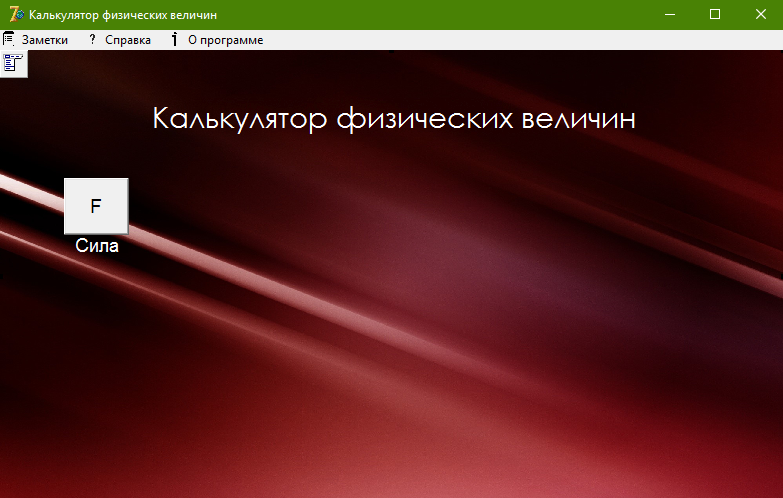 Калькулятор физических величин
Заметки ? Справка О программе
Калькулятор физических величин
F
Сила